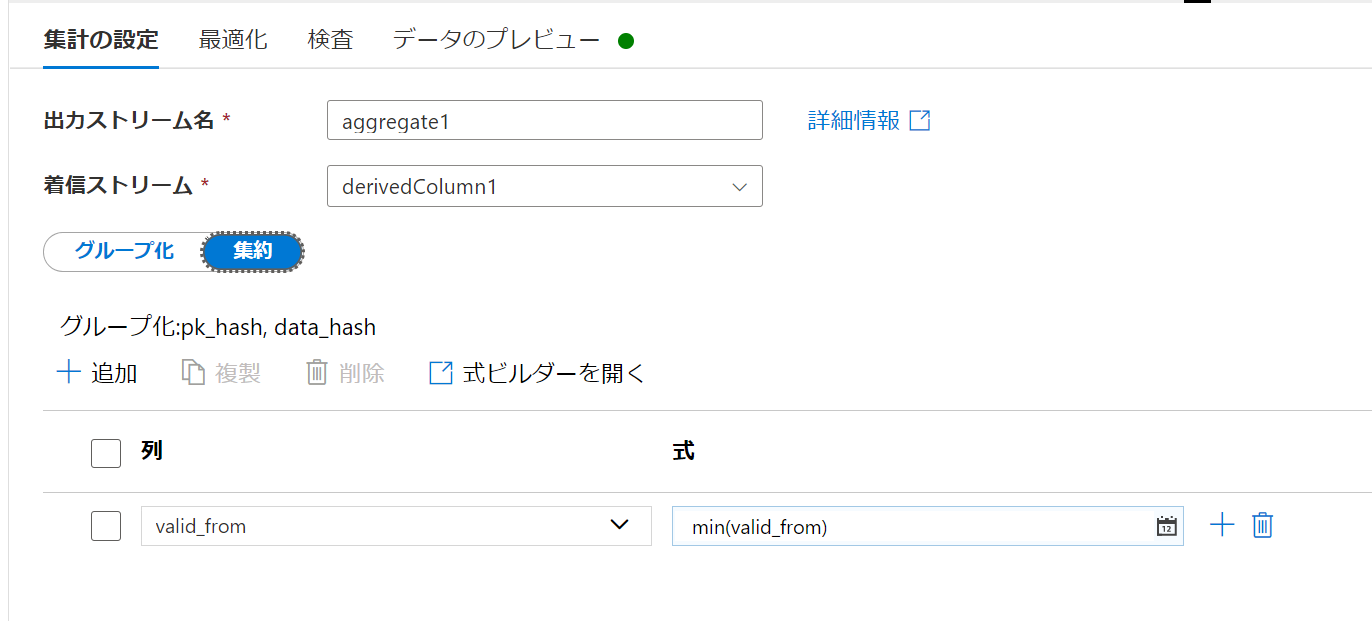 集計の設定 最適化 検査 データのプレビュー
出力ストリーム名 * aggregate1 詳細情報
着信ストリーム * derivedColumn1
グループ化 集約
グループ化:pk_hash, data_hash
追加 複製 削除 式ビルダーを開く
列 式
valid_from min(valid_from) 12